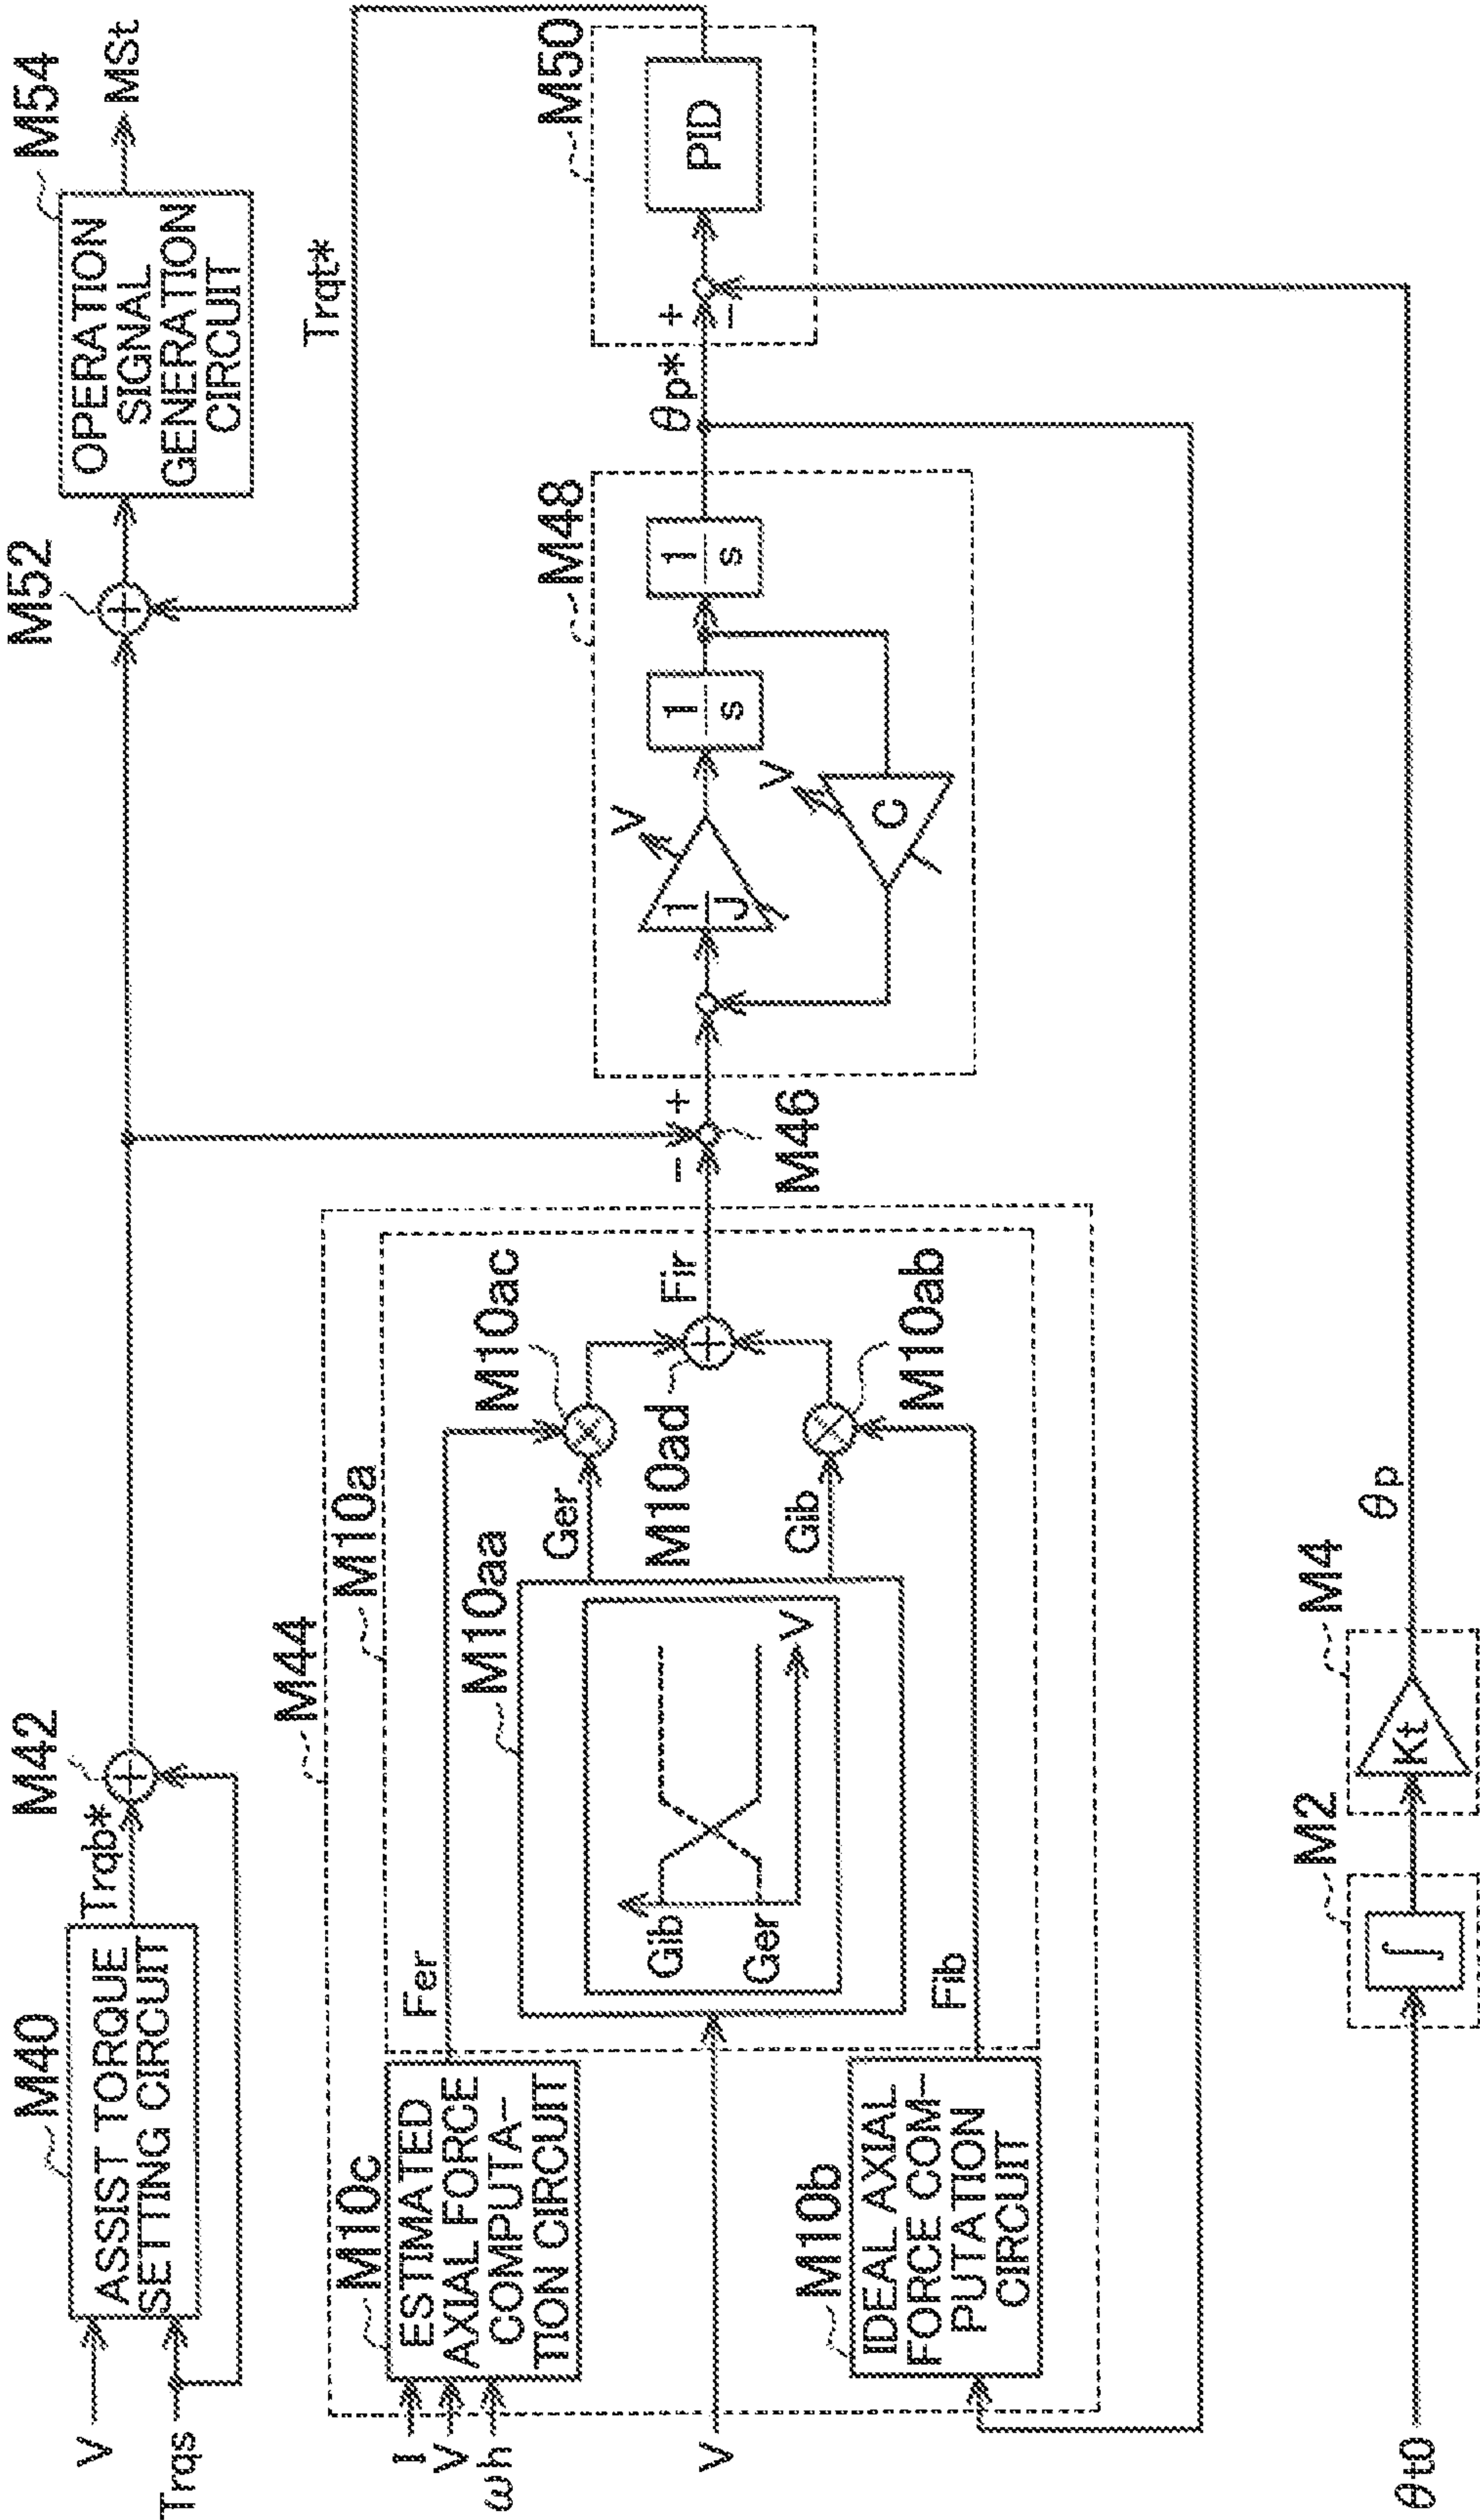 V
Trqs
M40
ASSIST TORQUE
SETTING CIRCUIT
Trqb*
M42
M52
M54
OPERATION
SIGNAL
GENERATION
CIRCUIT
MSt
Trqt*
M44
M10a
M10c
I
V
ωh
ESTIMATED
AXIAL FORCE
COMPUTA–
TION CIRCUIT
Fer
M10aa
V
Gib
Ger
V
Ger
Gib
M10ac
M10ad
M10ab
Fir
M10b
IDEAL AXIAL
FORCE COM–
PUTATION
CIRCUIT
Fib
− +
M46
M48
1
J
V
1
s
C
V
1
s
θp*
M50
+
−
PID
θt0
M2
∫
M4
Kt
θp